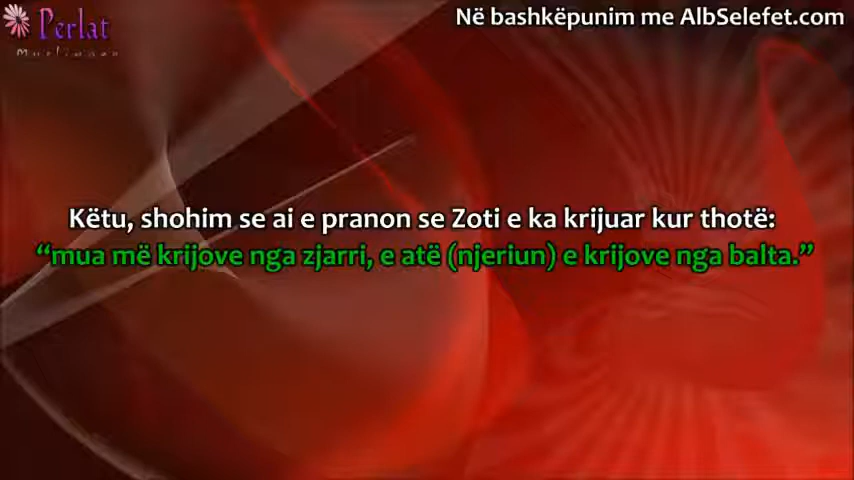 Perlat
Muslimane
Në bashkëpunim me AlbSelefet.com
Këtu, shohim se ai e pranon se Zoti e ka krijuar kur thotë:
“mua më krijove nga zjarri, e atë (njeriun) e krijove nga balta.”